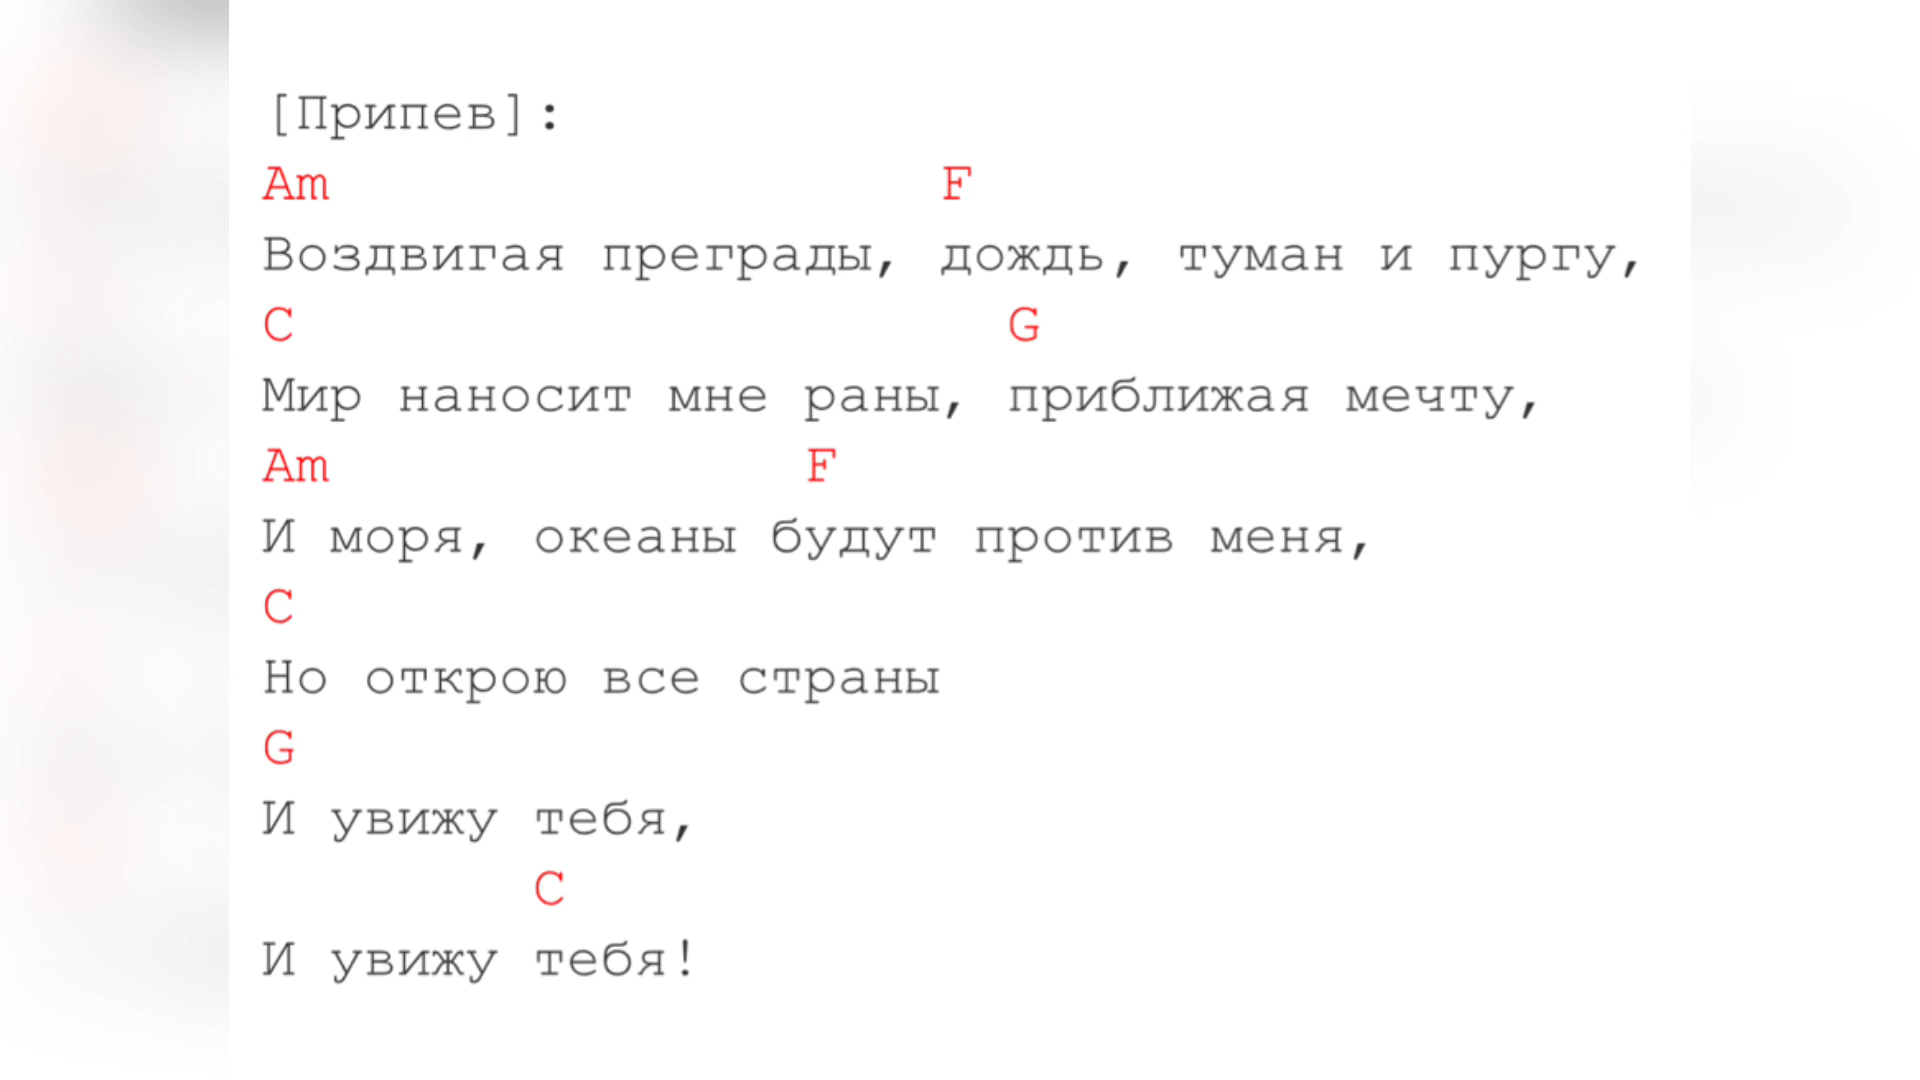 [Припев]:
Am F
Воздвигая преграды, дождь, туман и пургу,
C G
Мир наносит мне раны, приближая мечту,
Am F
И моря, океаны будут против меня,
C
Но открою все страны
G
И увижу тебя,
C
И увижу тебя!